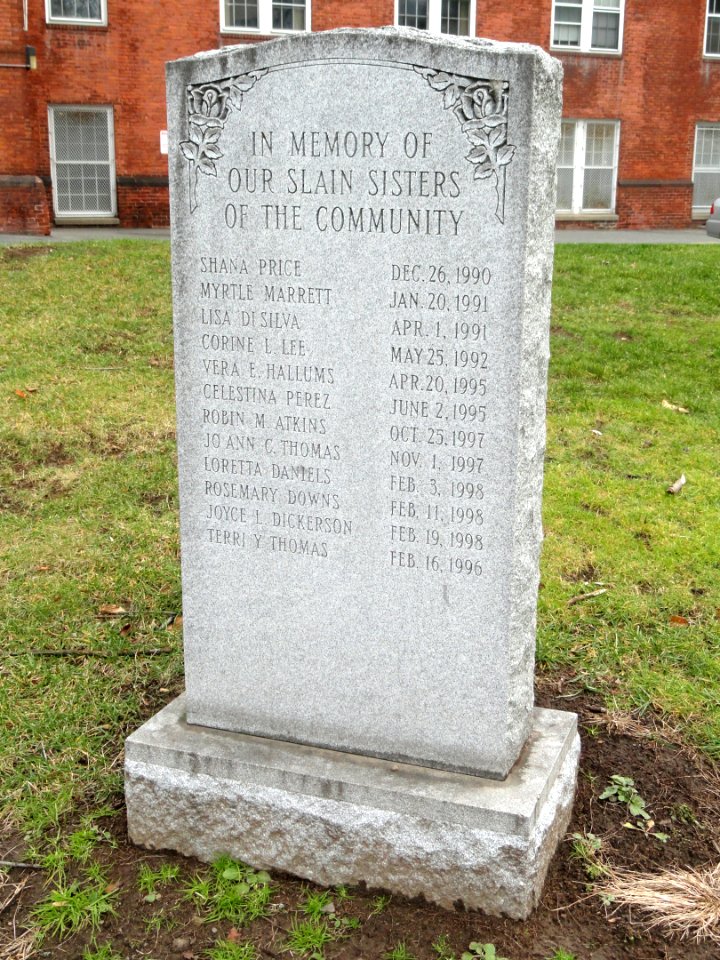 IN MEMORY OF
OUR SLAIN SISTERS
OF THE COMMUNITY
SHANA PRICE DEC. 26, 1990
MYRTLE MARRETT JAN. 20, 1991
LISA DI SILVA APR. 1, 1991
CORINE L. LEE MAY 25, 1992
VERA E. HALLUMS APR. 20, 1995
CELESTINA PEREZ JUNE 2, 1995
ROBIN M. ATKINS OCT. 25, 1997
JO ANN C. THOMAS NOV. 1, 1997
LORETTA DANIELS FEB. 3, 1998
ROSEMARY DOWNS FEB. 11, 1998
JOYCE L. DICKERSON FEB. 19, 1998
TERRI Y. THOMAS FEB. 16, 1996